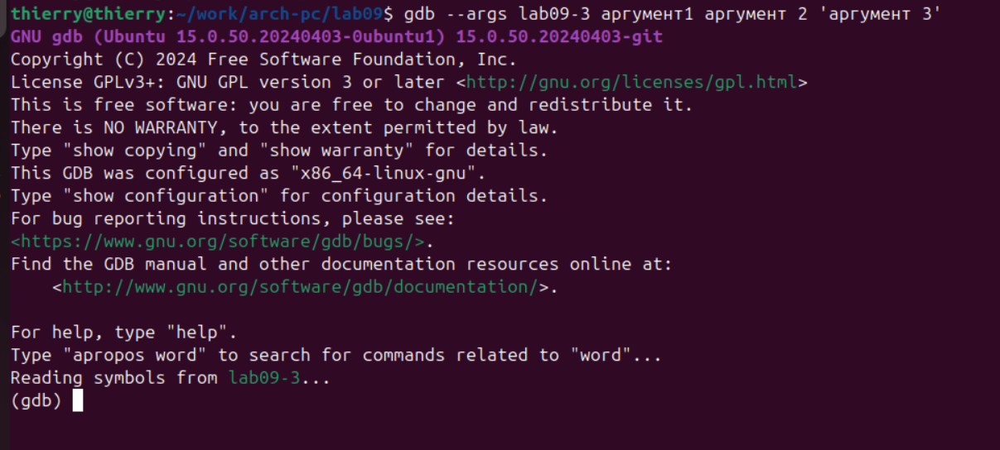 thierry@thierry:~/work/arch-pc/lab09$ gdb --args lab09-3 аргумент1 аргумент 2 'аргумент 3'
GNU gdb (Ubuntu 15.0.50.20240403-0ubuntu1) 15.0.50.20240403-git
Copyright (C) 2024 Free Software Foundation, Inc.
License GPLv3+: GNU GPL version 3 or later <http://gnu.org/licenses/gpl.html>
This is free software: you are free to change and redistribute it.
There is NO WARRANTY, to the extent permitted by law.
Type "show copying" and "show warranty" for details.
This GDB was configured as "x86_64-linux-gnu".
Type "show configuration" for configuration details.
For bug reporting instructions, please see:
<https://www.gnu.org/software/gdb/bugs/>.
Find the GDB manual and other documentation resources online at:
    <http://www.gnu.org/software/gdb/documentation/>.
For help, type "help".
Type "apropos word" to search for commands related to "word"...
Reading symbols from lab09-3...
(gdb)